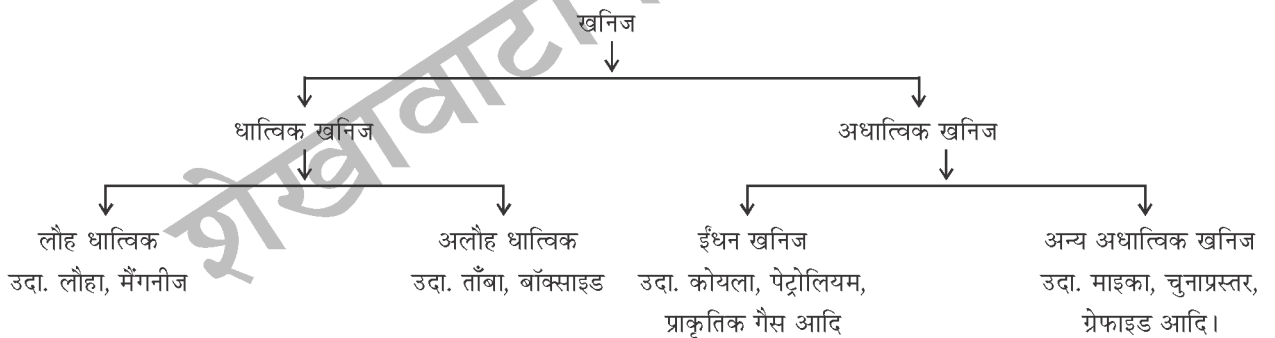 खनिज
धात्विक खनिज
अधात्विक खनिज
लौह धात्विक
अलौह धात्विक
ईंधन खनिज
अन्य अधात्विक खनिज
उदा. लौहा, मैंगनीज
उदा. ताँबा, बॉक्साइड
उदा. कोयला, पेट्रोलियम,
उदा. माइका, चुनाप्रस्तर,
प्राकृतिक गैस आदि
ग्रेफाइड आदि।
शेखावाटी